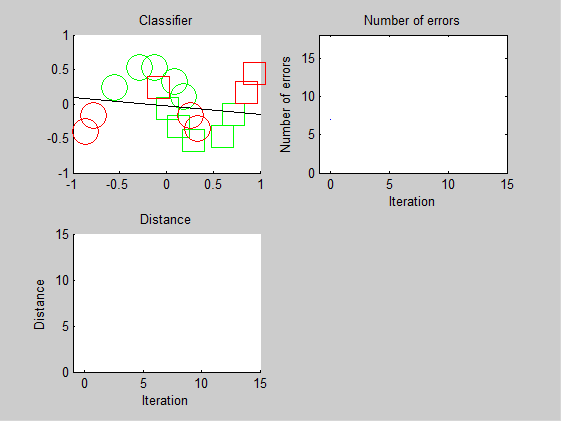 Classifier
1
0.5
0
-0.5
-1
-1 -0.5 0 0.5 1
Number of errors
Number of errors
15
10
5
0
0 5 10 15
Iteration
Distance
Distance
15
10
5
0
0 5 10 15
Iteration